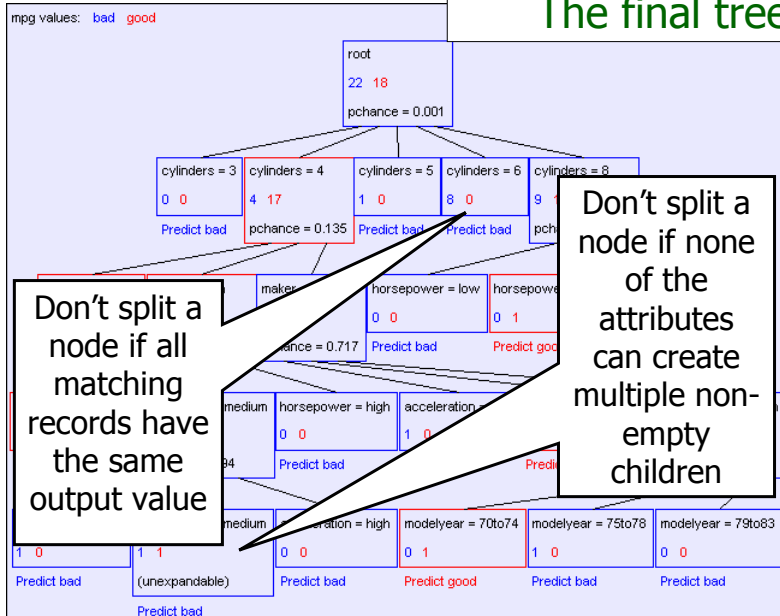 The final tree
mpg values: bad good
root
22 18
pchance = 0.001
cylinders = 3
0 0
Predict bad
cylinders = 4
4 17
pchance = 0.135
cylinders = 5
1 0
Predict bad
cylinders = 6
8 0
Predict bad
cylinders = 8
9
Don't split a
node if none
of the
attributes
can create
multiple non-
empty
children
maker
= 0.717
horsepower = low
0 0
Predict bad
0 1
Don't split a
node if all
matching
records have
the same
output value
medium
94
horsepower = high
0 0
Predict bad
acceleration
1 0
medium
1 0
Predict bad
1 1
(unexpandable)
Predict bad
= high
0 0
Predict bad
modelyear = 70to74
0 1
Predict good
modelyear = 75to78
1 0
Predict bad
modelyear = 79to83
0 0
Predict bad